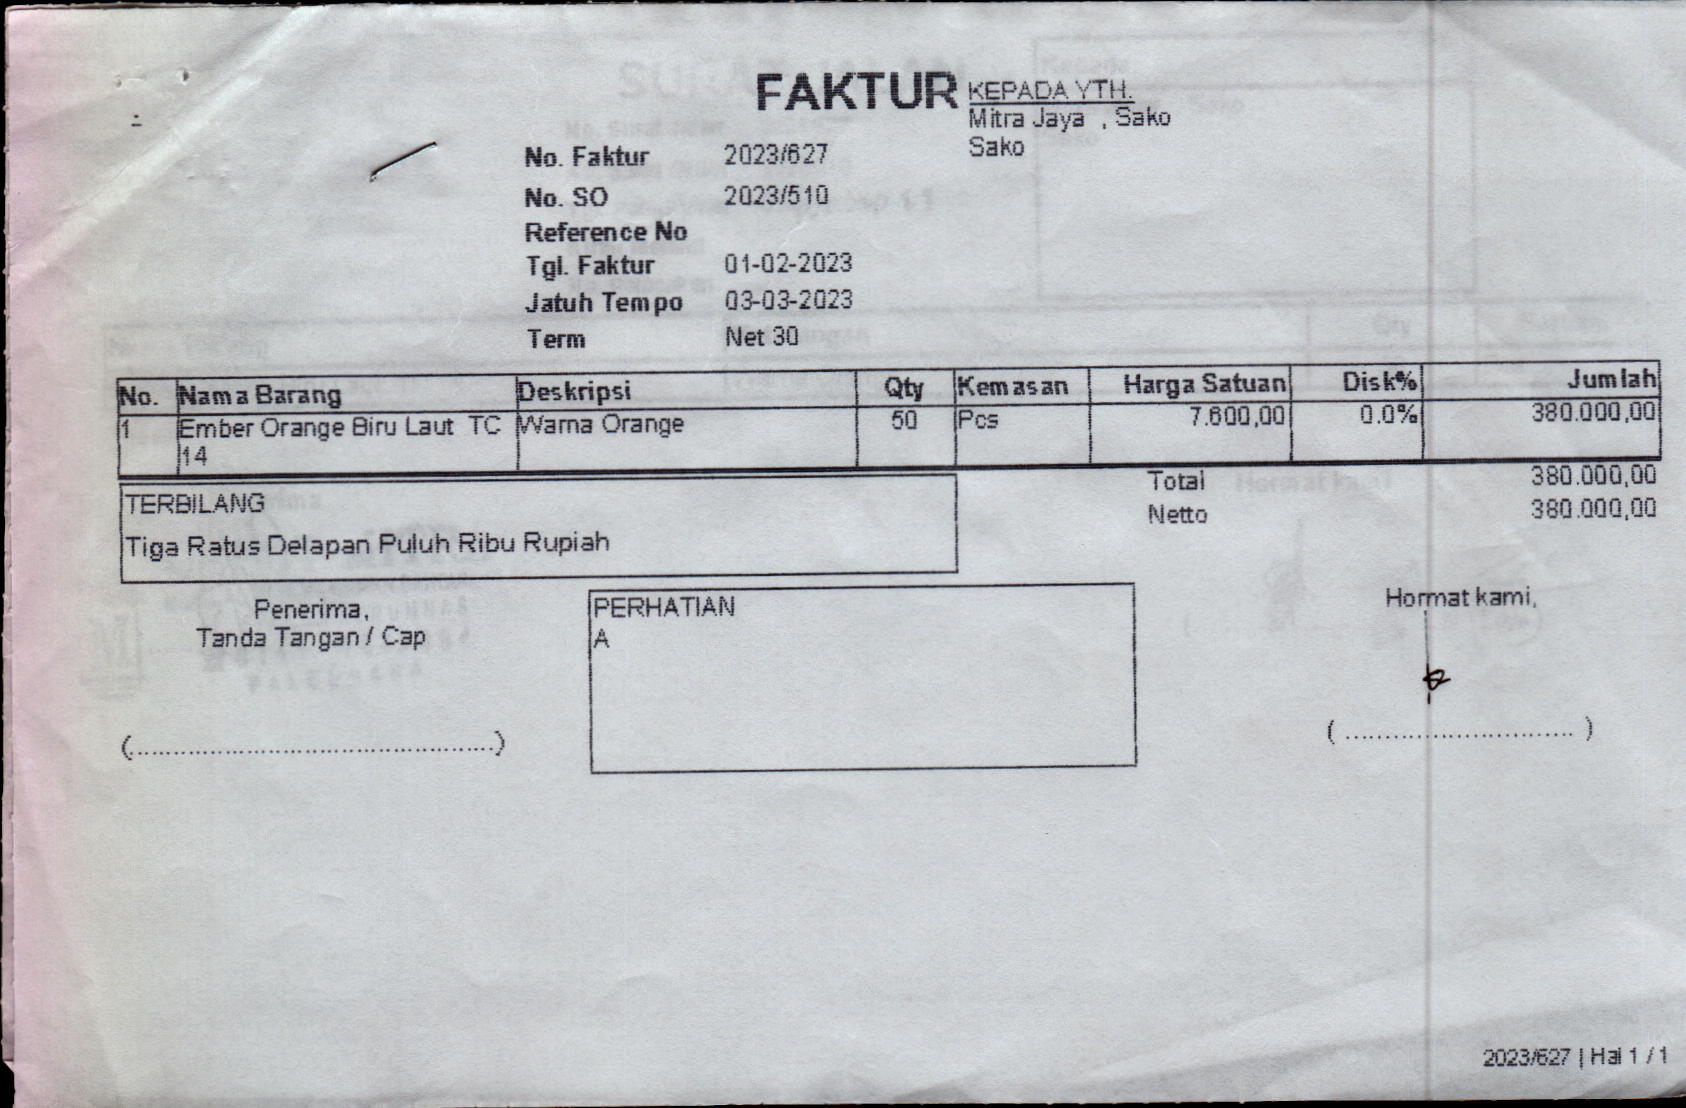 FAKTUR
KEPADA YTH.
Mitra Jaya , Sako
Sako
No. Faktur 2023/627
No. SO 2023/510
Reference No
Tgl. Faktur 01-02-2023
Jatuh Tempo 03-03-2023
Term Net 30
No. Nama Barang Deskripsi Qty Kemasan Harga Satuan Disk% Jumlah
1 Ember Orange Biru Laut TC Warna Orange 50 Pcs 7.600,00 0.0% 380.000,00
14
Total 380.000,00
Netto 380.000,00
TERBILANG
Tiga Ratus Delapan Puluh Ribu Rupiah
Penerima,
Tanda Tangan / Cap
(................................................)
PERHATIAN
A
Hormat kami,
( .............................. )
2023/627 | Hal 1 / 1